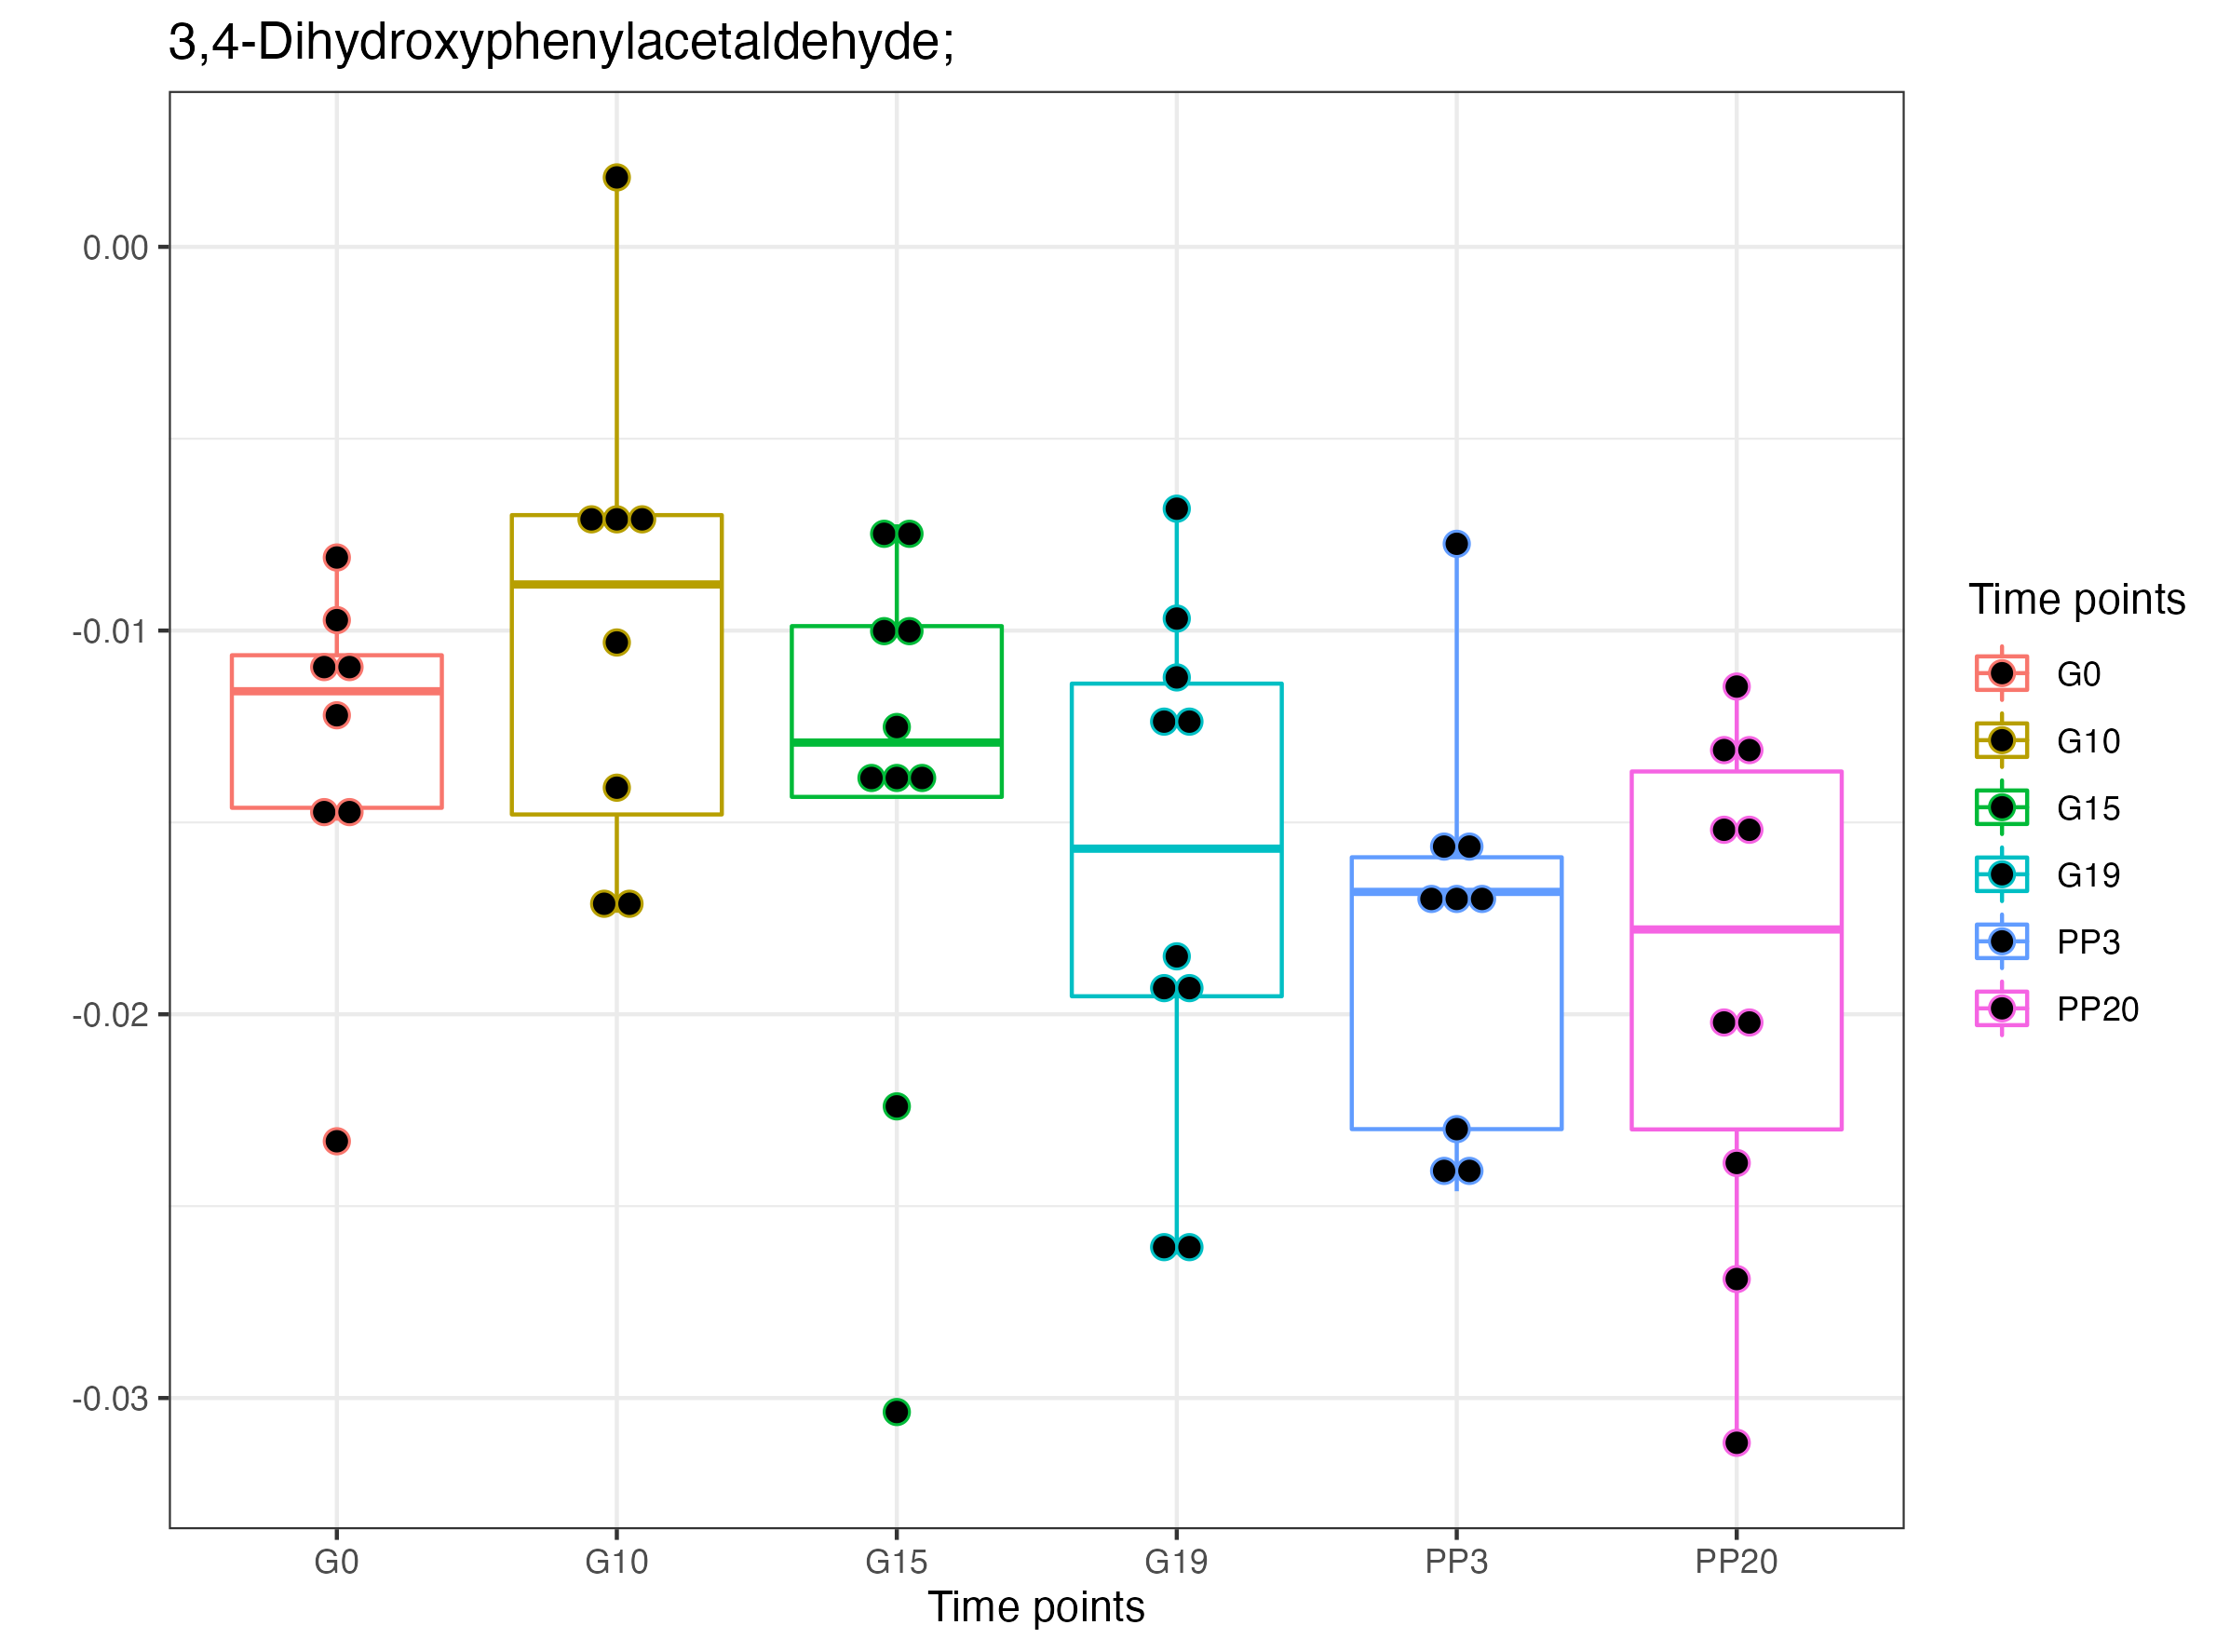 3,4-Dihydroxyphenylacetaldehyde;
0.00
-0.01
-0.02
-0.03
G0 G10 G15 G19 PP3 PP20
Time points
Time points
G0
G10
G15
G19
PP3
PP20